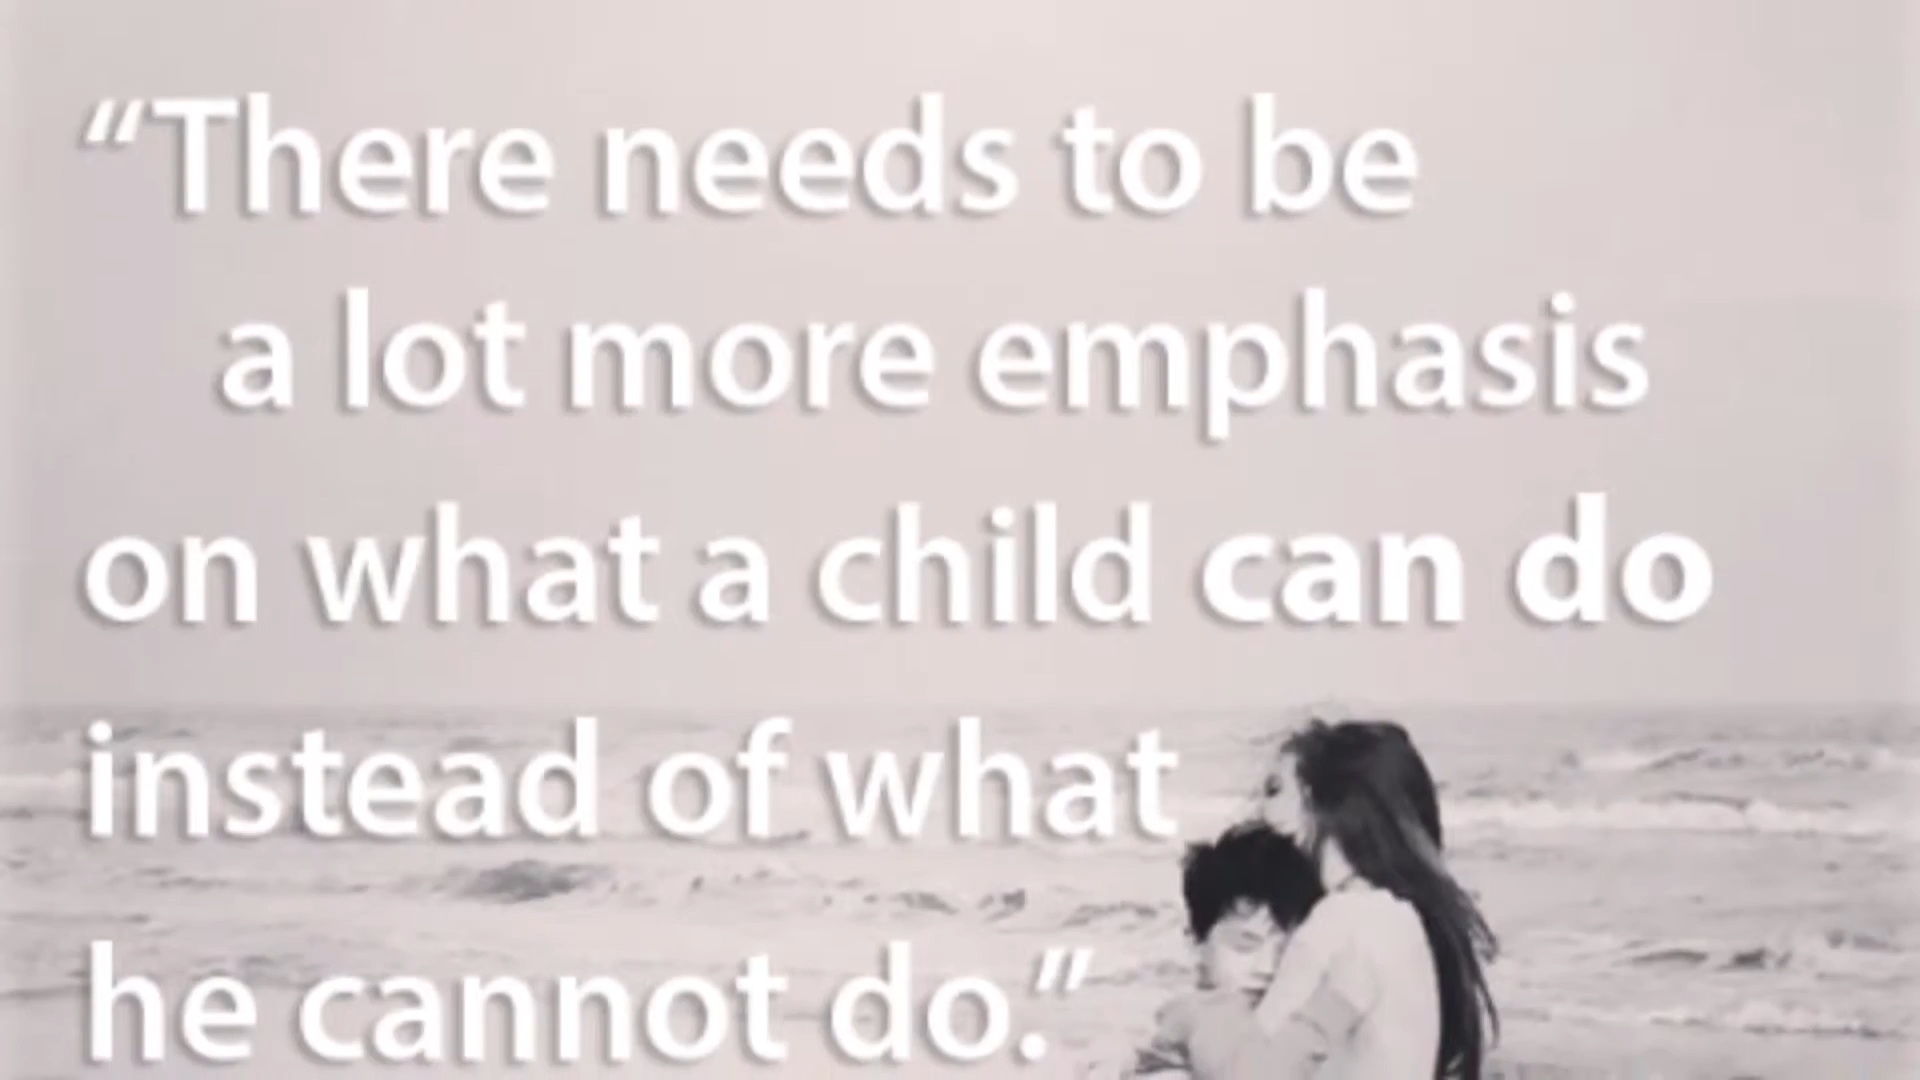 “There needs to be
a lot more emphasis
on what a child can do
instead of what
he cannot do.”